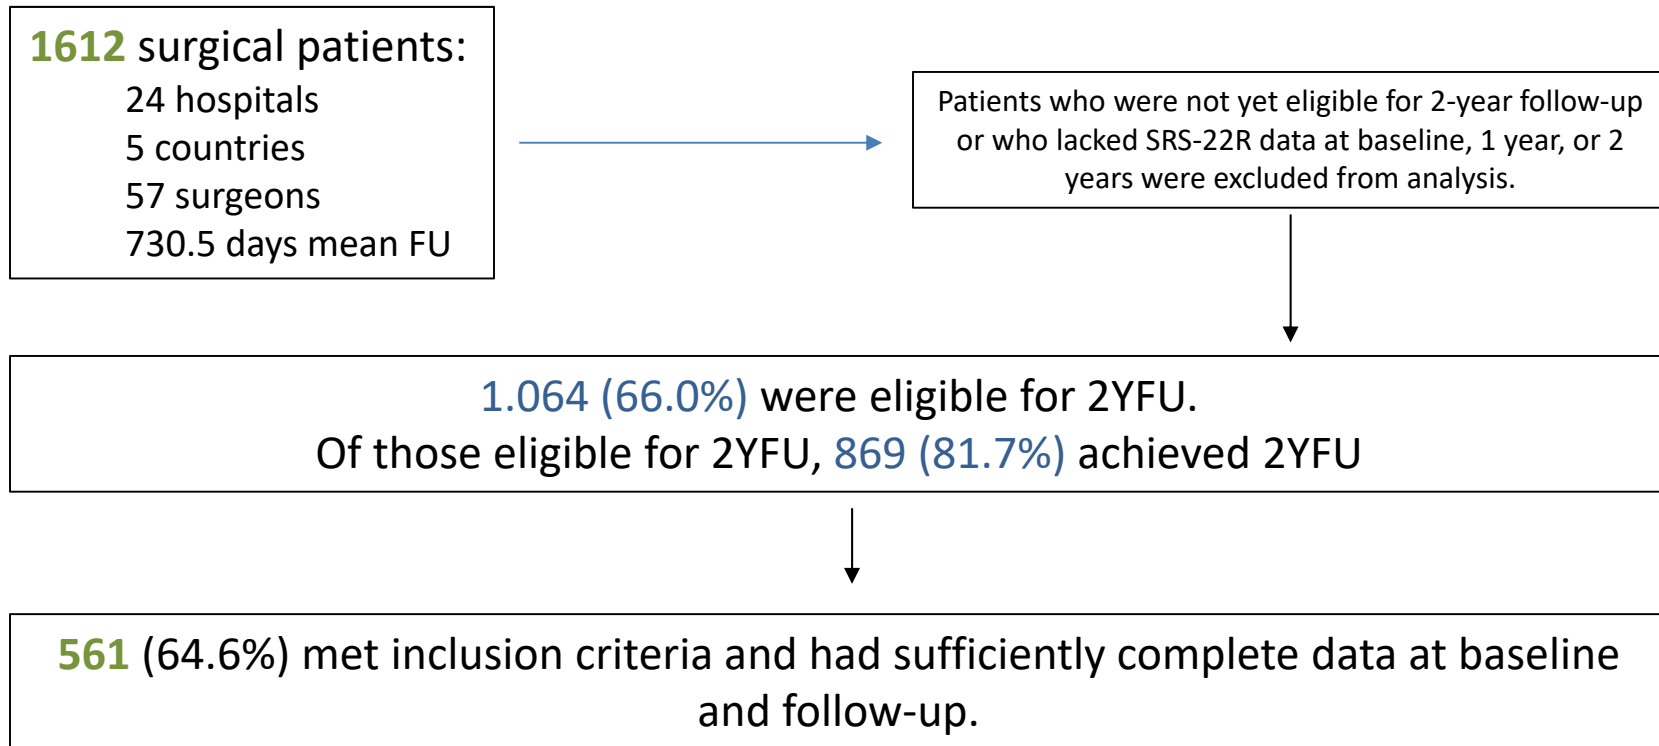 1612 surgical patients:
24 hospitals
5 countries
57 surgeons
730.5 days mean FU
Patients who were not yet eligible for 2-year follow-up
or who lacked SRS-22R data at baseline, 1 year, or 2
years were excluded from analysis.
1.064 (66.0%) were eligible for 2YFU.
Of those eligible for 2YFU, 869 (81.7%) achieved 2YFU
561 (64.6%) met inclusion criteria and had sufficiently complete data at baseline
and follow-up.